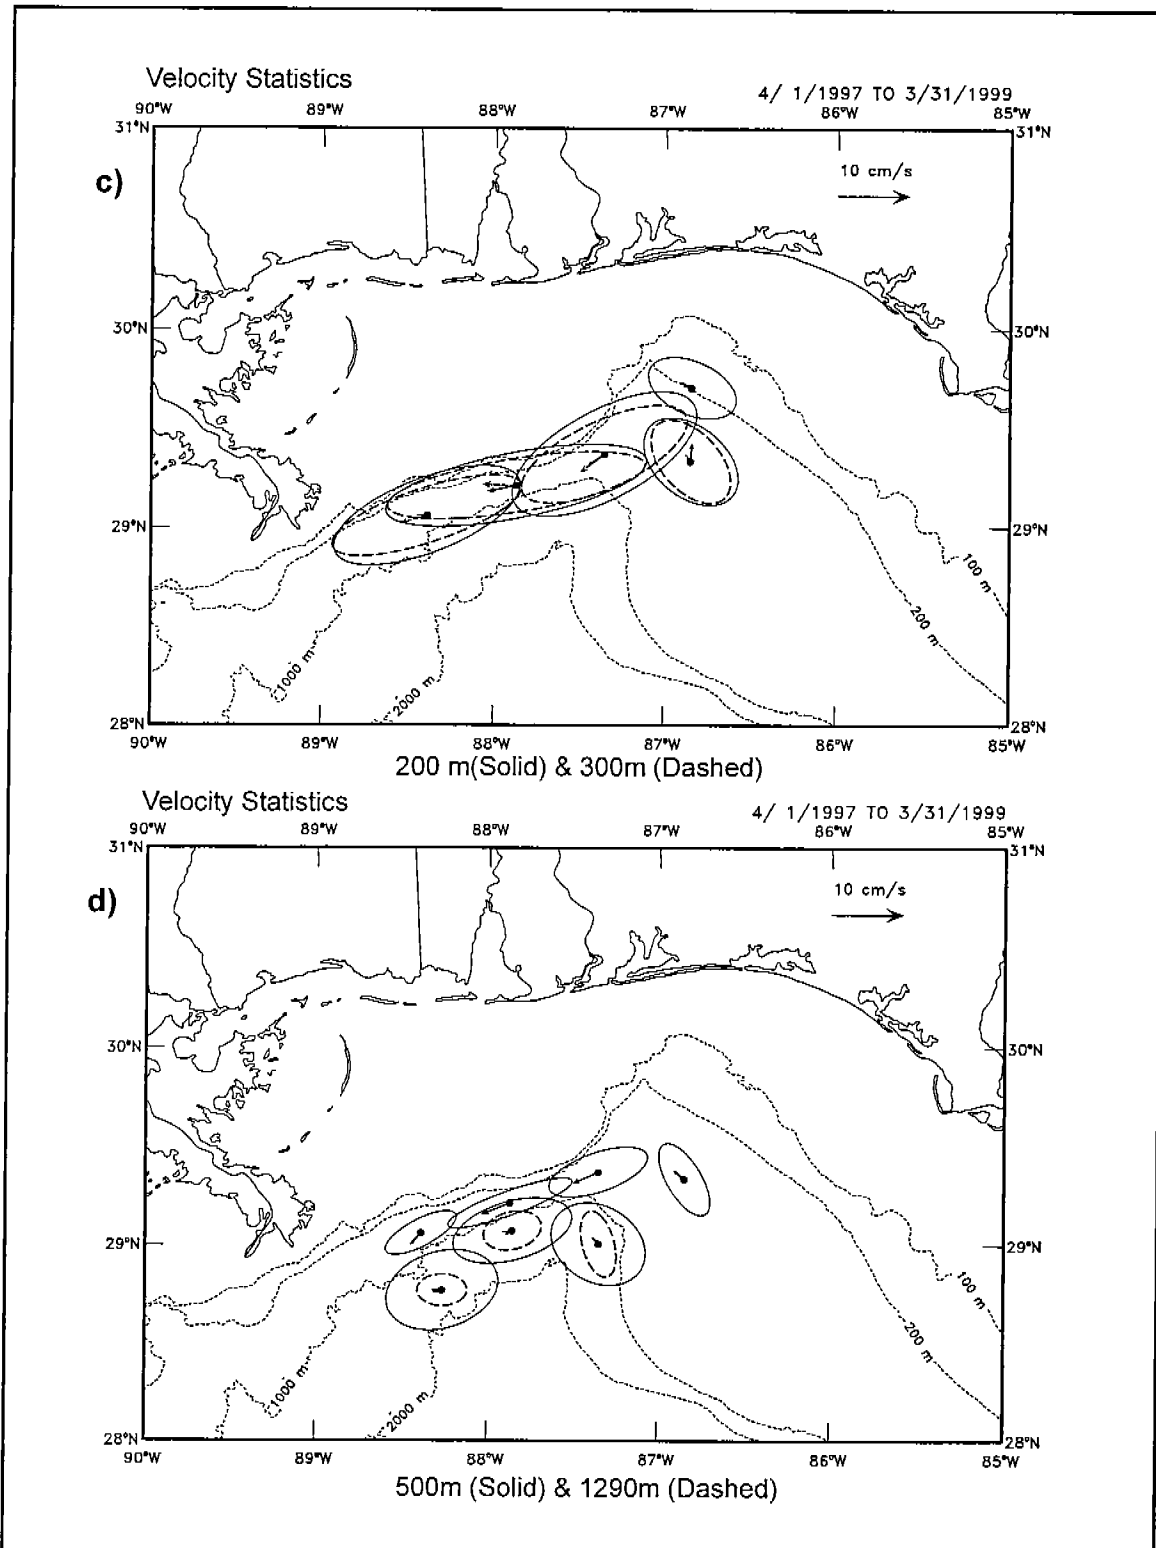 Velocity Statistics
4/ 1/1997 TO 3/31/1999
90°W 89°W 88°W 87°W 86°W 85°W
31°N 31°N
c)
10 cm/s
30°N 30°N
29°N 29°N
100 m
200 m
1000 m
2000 m
28°N 28°N
90°W 89°W 88°W 87°W 86°W 85°W
200 m(Solid) & 300m (Dashed)
Velocity Statistics
4/ 1/1997 TO 3/31/1999
90°W 89°W 88°W 87°W 86°W 85°W
31°N 31°N
d)
10 cm/s
30°N 30°N
29°N 29°N
100 m
200 m
1000 m
2000 m
28°N 28°N
90°W 89°W 88°W 87°W 86°W 85°W
500m (Solid) & 1290m (Dashed)